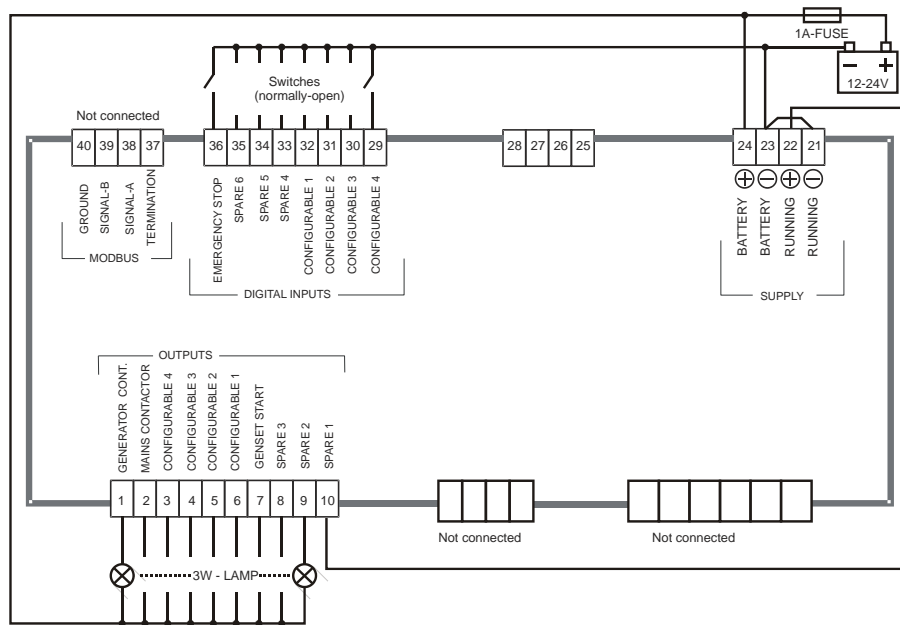 1A-FUSE
− +
12-24V
Switches
(normally-open)
Not connected
40 39 38 37
36 35 34 33 32 31 30 29
28 27 26 25
24 23 22 21
GROUND
SIGNAL-B
SIGNAL-A
TERMINATION
MODBUS
EMERGENCY STOP
SPARE 6
SPARE 5
SPARE 4
CONFIGURABLE 1
CONFIGURABLE 2
CONFIGURABLE 3
CONFIGURABLE 4
DIGITAL INPUTS
+ − + −
BATTERY
BATTERY
RUNNING
RUNNING
SUPPLY
OUTPUTS
GENERATOR CONT.
MAINS CONTACTOR
CONFIGURABLE 4
CONFIGURABLE 3
CONFIGURABLE 2
CONFIGURABLE 1
GENSET START
SPARE 3
SPARE 2
SPARE 1
1 2 3 4 5 6 7 8 9 10
Not connected
Not connected
3W - LAMP